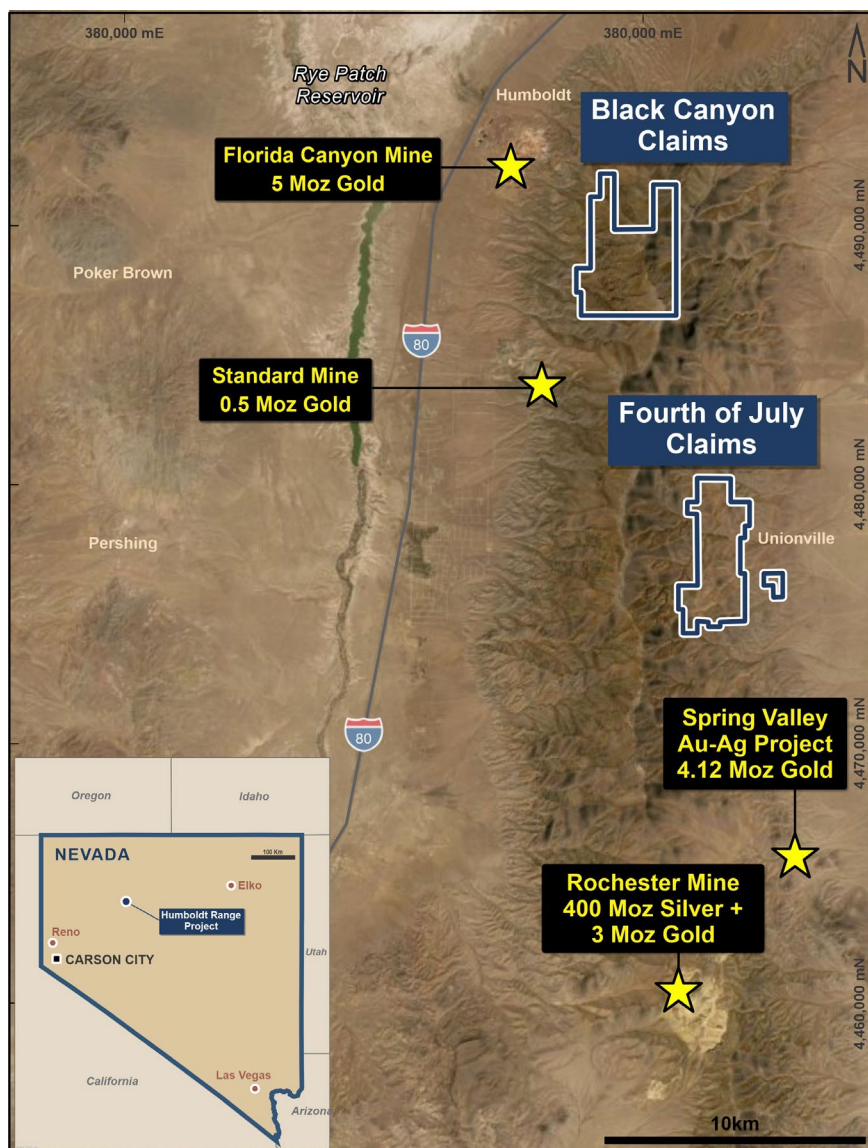 380,000 mE
380,000 mE
N
Rye Patch
Reservoir
Humboldt
Black Canyon
Claims
Florida Canyon Mine
5 Moz Gold
4,490,000 mN
Poker Brown
80
Standard Mine
0.5 Moz Gold
Fourth of July
Claims
4,480,000 mN
Pershing
Unionville
Spring Valley
Au-Ag Project
4.12 Moz Gold
4,470,000 mN
80
Rochester Mine
400 Moz Silver +
3 Moz Gold
4,460,000 mN
10km
Oregon
Idaho
NEVADA
100 Km
Elko
Humboldt Range
Project
Reno
CARSON CITY
Utah
California
Las Vegas
Arizona